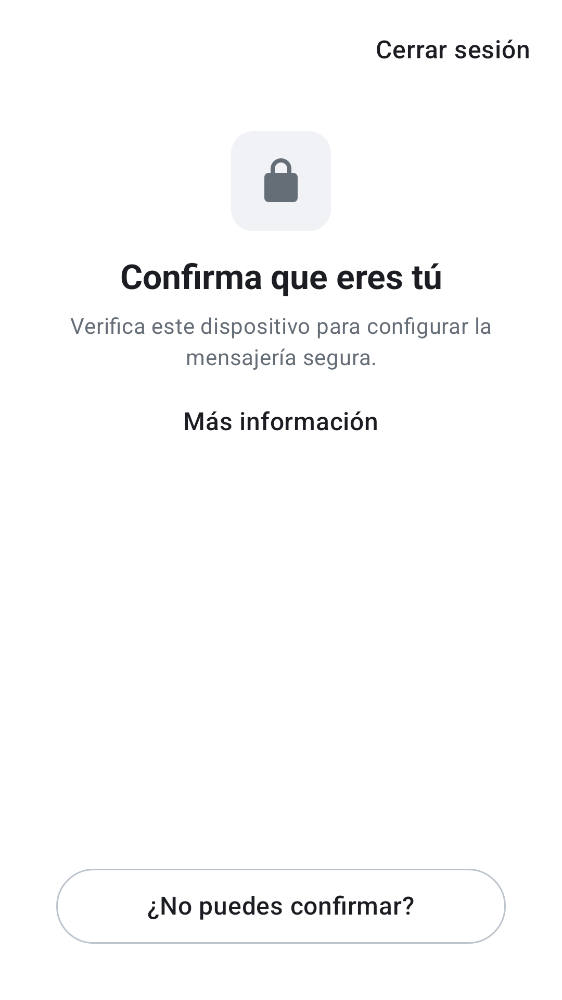 Cerrar sesión
Confirma que eres tú
Verifica este dispositivo para configurar la
mensajería segura.
Más información
¿No puedes confirmar?